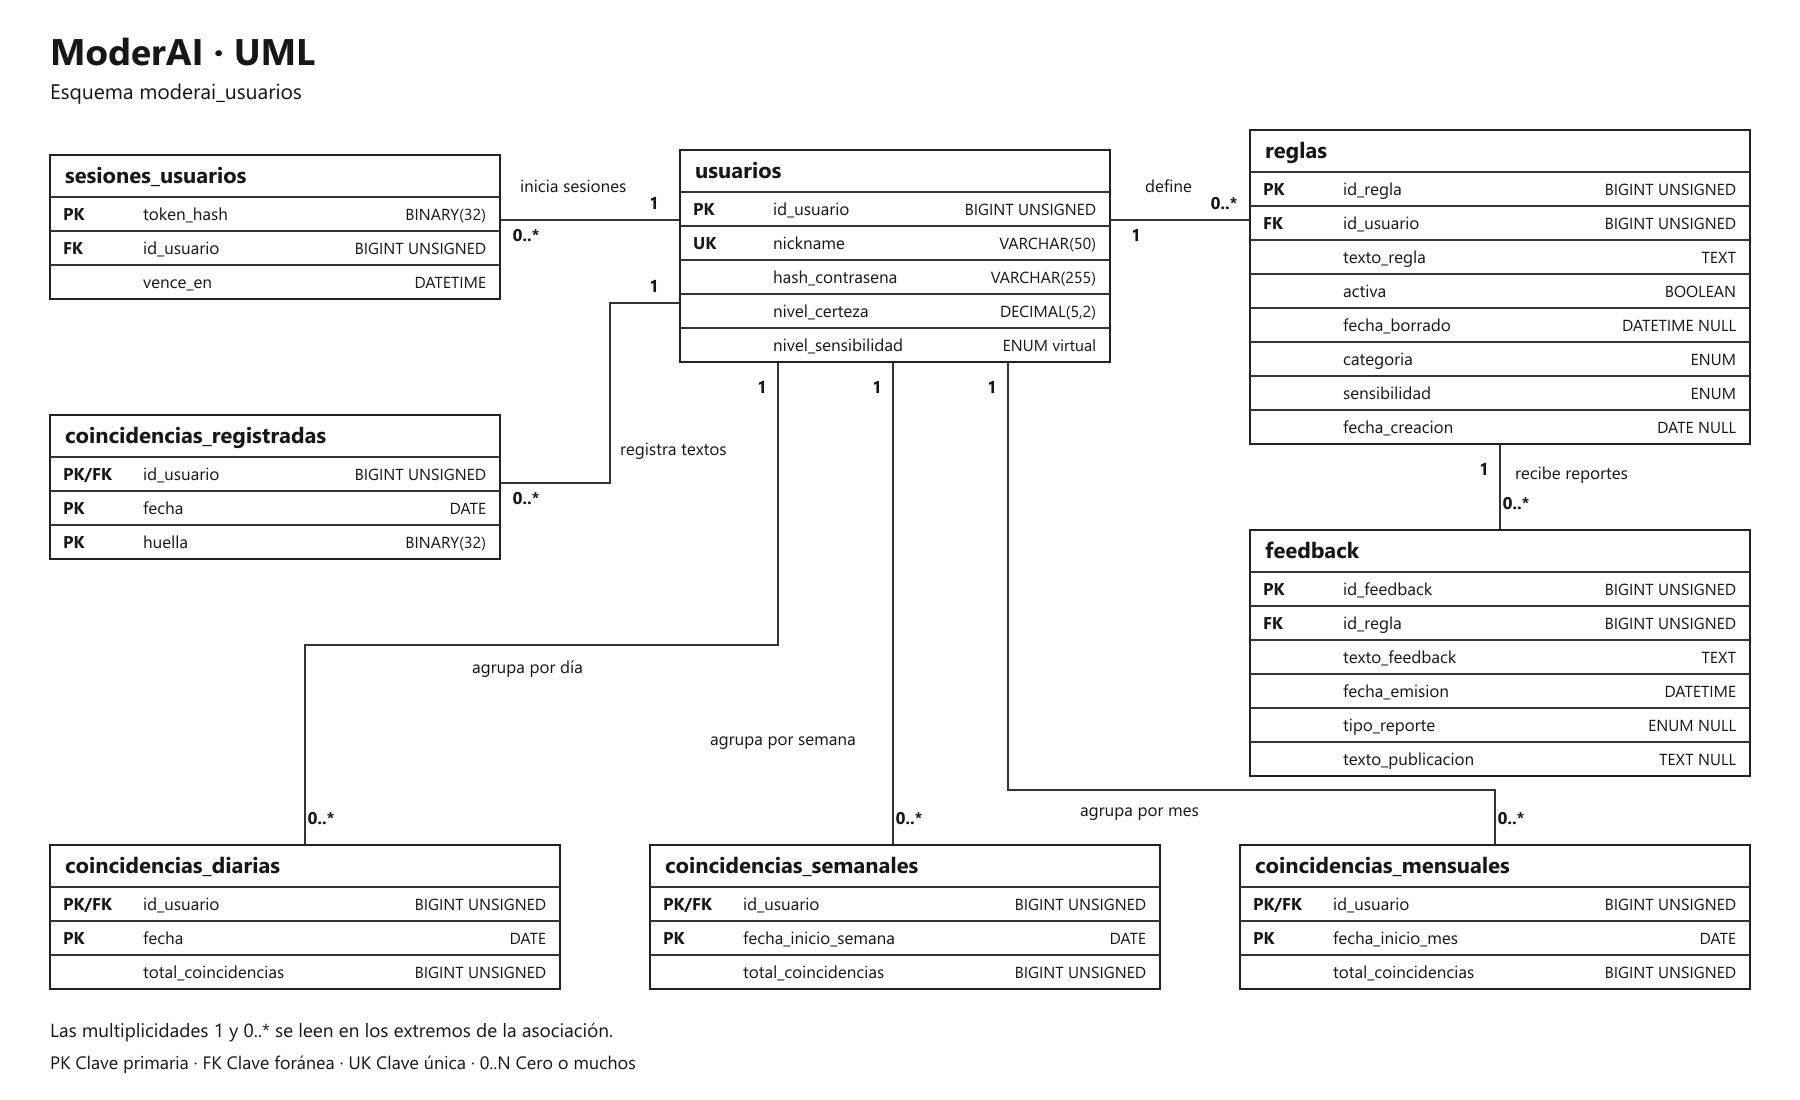 ModerAI · UML
Esquema moderai_usuarios
sesiones_usuarios
PK token_hash BINARY(32)
FK id_usuario BIGINT UNSIGNED
vence_en DATETIME
inicia sesiones
1
0..*
usuarios
PK id_usuario BIGINT UNSIGNED
UK nickname VARCHAR(50)
hash_contrasena VARCHAR(255)
nivel_certeza DECIMAL(5,2)
nivel_sensibilidad ENUM virtual
define
0..*
1
reglas
PK id_regla BIGINT UNSIGNED
FK id_usuario BIGINT UNSIGNED
texto_regla TEXT
activa BOOLEAN
fecha_borrado DATETIME NULL
categoria ENUM
sensibilidad ENUM
fecha_creacion DATE NULL
1
registra textos
0..*
coincidencias_registradas
PK/FK id_usuario BIGINT UNSIGNED
PK fecha DATE
PK huella BINARY(32)
1
1
1
1
recibe reportes
0..*
feedback
PK id_feedback BIGINT UNSIGNED
FK id_regla BIGINT UNSIGNED
texto_feedback TEXT
fecha_emision DATETIME
tipo_reporte ENUM NULL
texto_publicacion TEXT NULL
agrupa por día
agrupa por semana
agrupa por mes
0..*
0..*
0..*
coincidencias_diarias
PK/FK id_usuario BIGINT UNSIGNED
PK fecha DATE
total_coincidencias BIGINT UNSIGNED
coincidencias_semanales
PK/FK id_usuario BIGINT UNSIGNED
PK fecha_inicio_semana DATE
total_coincidencias BIGINT UNSIGNED
coincidencias_mensuales
PK/FK id_usuario BIGINT UNSIGNED
PK fecha_inicio_mes DATE
total_coincidencias BIGINT UNSIGNED
Las multiplicidades 1 y 0..* se leen en los extremos de la asociación.
PK Clave primaria · FK Clave foránea · UK Clave única · 0..N Cero o muchos